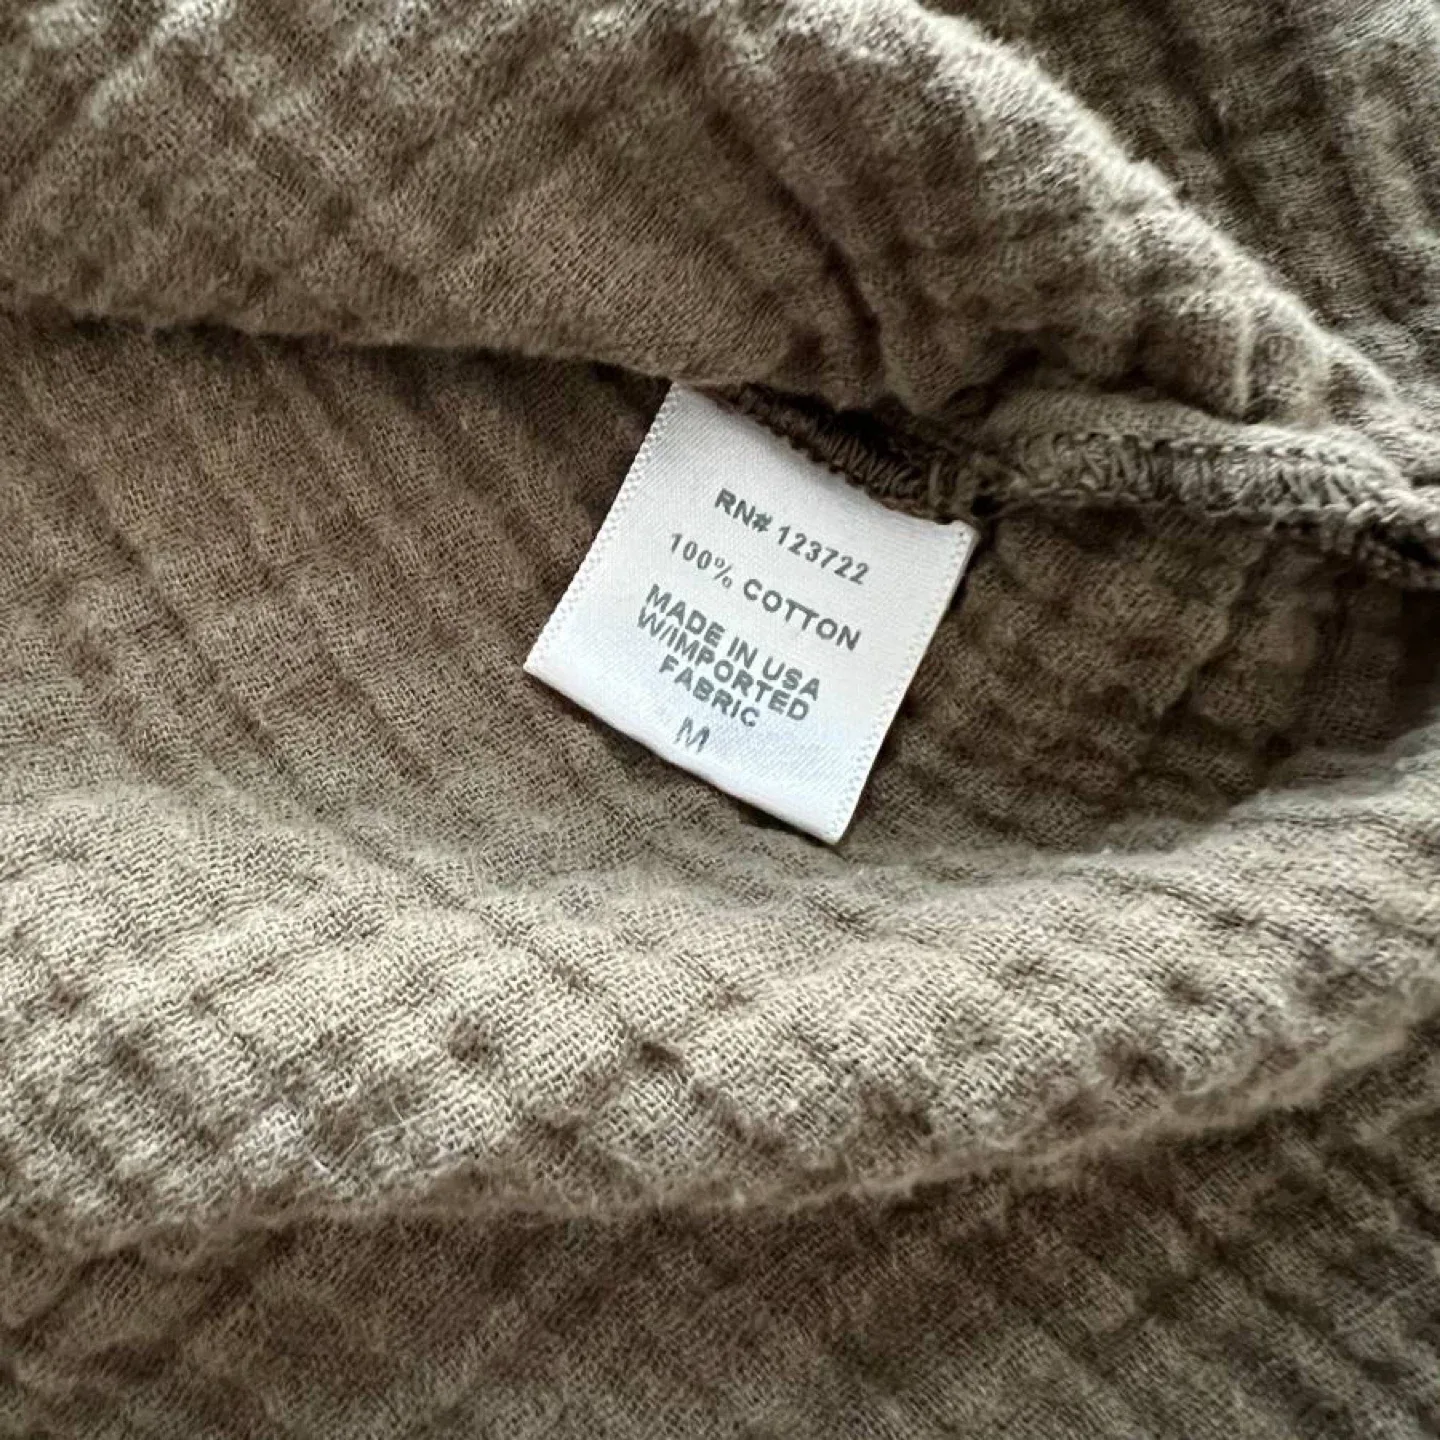 RN# 123722
100% COTTON
MADE IN USA
W/IMPORTED
FABRIC
M